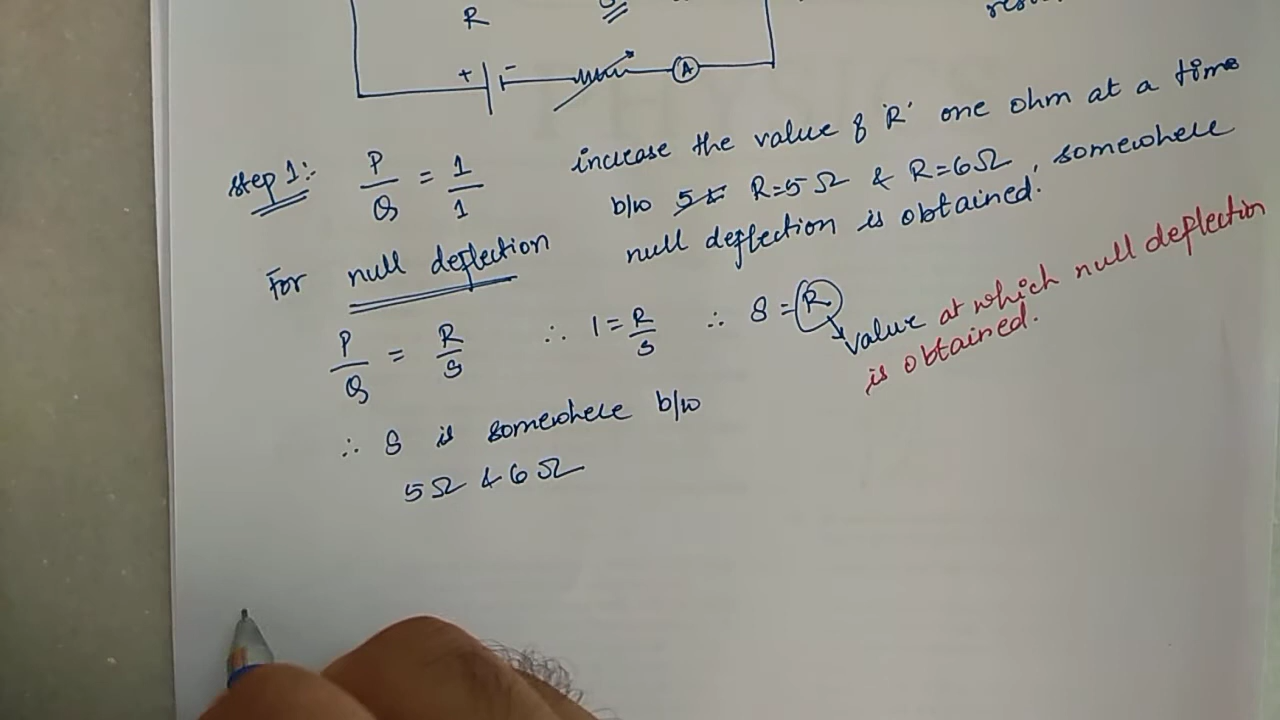 R
+ - A
Step 1:- P/Q = 1/1
increase the value of 'R' one ohm at a time
b/w R=5Ω & R=6Ω, somewhere
null deflection is obtained.
For null deflection
P/Q = R/S ∴ 1 = R/S ∴ S = R
value at which null deflection
is obtained.
∴ S is somewhere b/w
5Ω & 6Ω